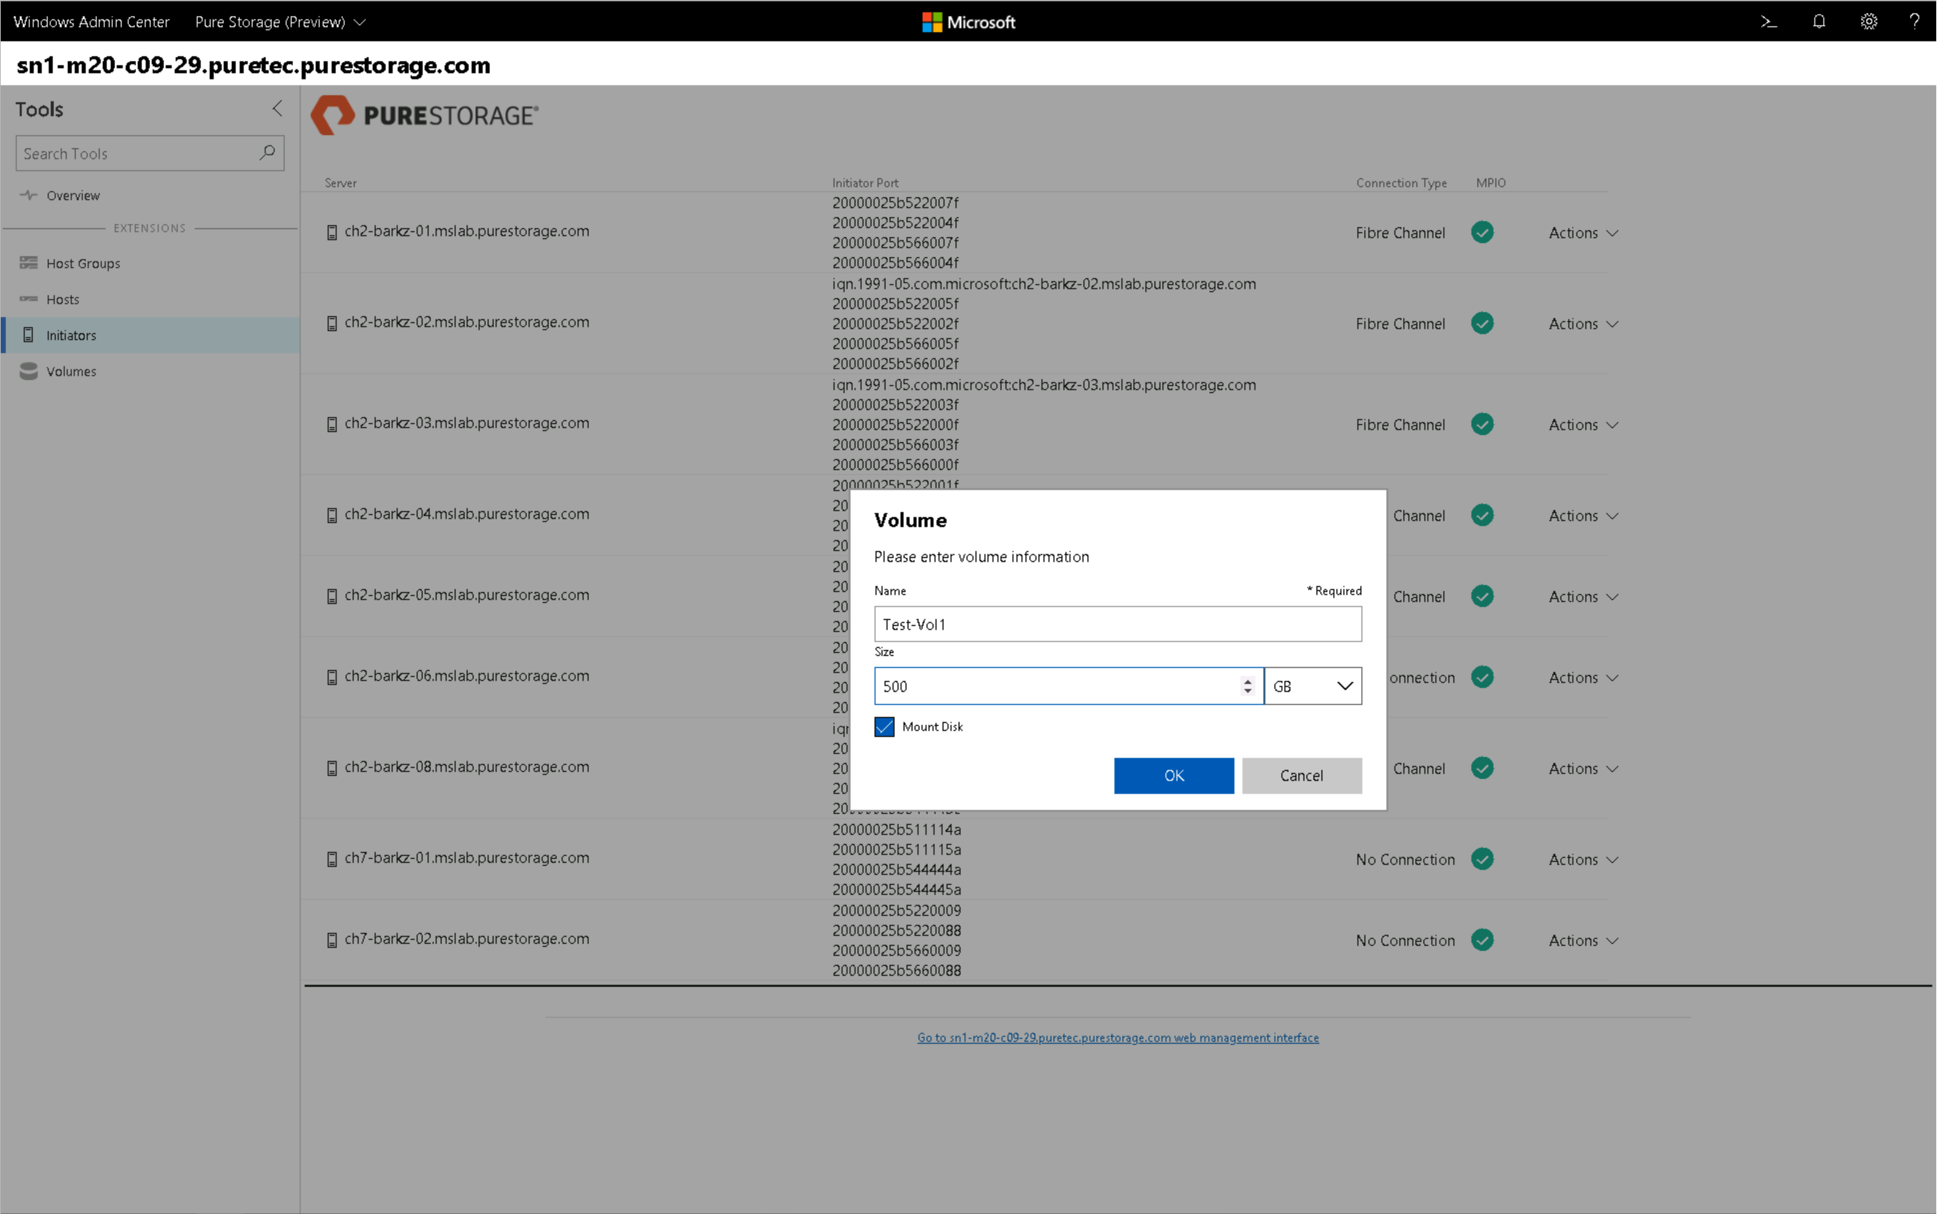 Windows Admin Center Pure Storage (Preview) Microsoft ?
sn1-m20-c09-29.puretec.purestorage.com
Tools
Search Tools
Overview
EXTENSIONS
Host Groups
Hosts
Initiators
Volumes
PURESTORAGE®
Server Initiator Port Connection Type MPIO
20000025b522007f
20000025b522004f
ch2-barkz-01.mslab.purestorage.com Fibre Channel Actions
20000025b566007f
20000025b566004f
iqn.1991-05.com.microsoft:ch2-barkz-02.mslab.purestorage.com
20000025b522005f
ch2-barkz-02.mslab.purestorage.com 20000025b522002f Fibre Channel Actions
20000025b566005f
20000025b566002f
iqn.1991-05.com.microsoft:ch2-barkz-03.mslab.purestorage.com
20000025b522003f
ch2-barkz-03.mslab.purestorage.com 20000025b522000f Fibre Channel Actions
20000025b566003f
20000025b566000f
20000025b522001f
20
ch2-barkz-04.mslab.purestorage.com 20 Channel Actions
20
20
20
ch2-barkz-05.mslab.purestorage.com 20 Channel Actions
20
20
20
ch2-barkz-06.mslab.purestorage.com 20 onnection Actions
20
iqn
20
ch2-barkz-08.mslab.purestorage.com 20 Channel Actions
20
20
Volume
Please enter volume information
Name * Required
Test-Vol1
Size
500 GB
Mount Disk
OK Cancel
20000025b511114a
20000025b511115a
ch7-barkz-01.mslab.purestorage.com No Connection Actions
20000025b544444a
20000025b544445a
20000025b5220009
20000025b5220088
ch7-barkz-02.mslab.purestorage.com No Connection Actions
20000025b5660009
20000025b5660088
Go to sn1-m20-c09-29.puretec.purestorage.com web management interface